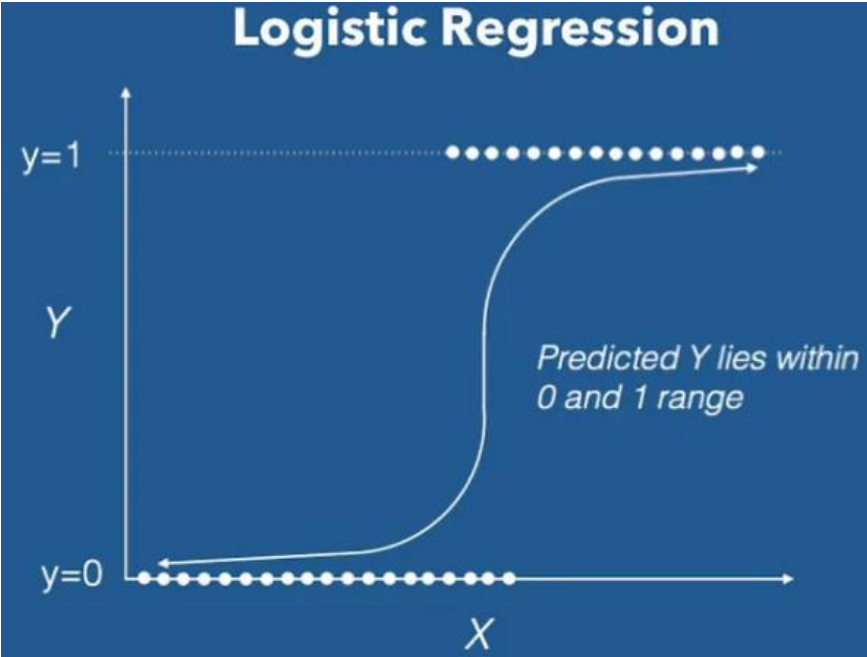 Logistic Regression
y=1
Y
Predicted Y lies within
0 and 1 range
y=0
X